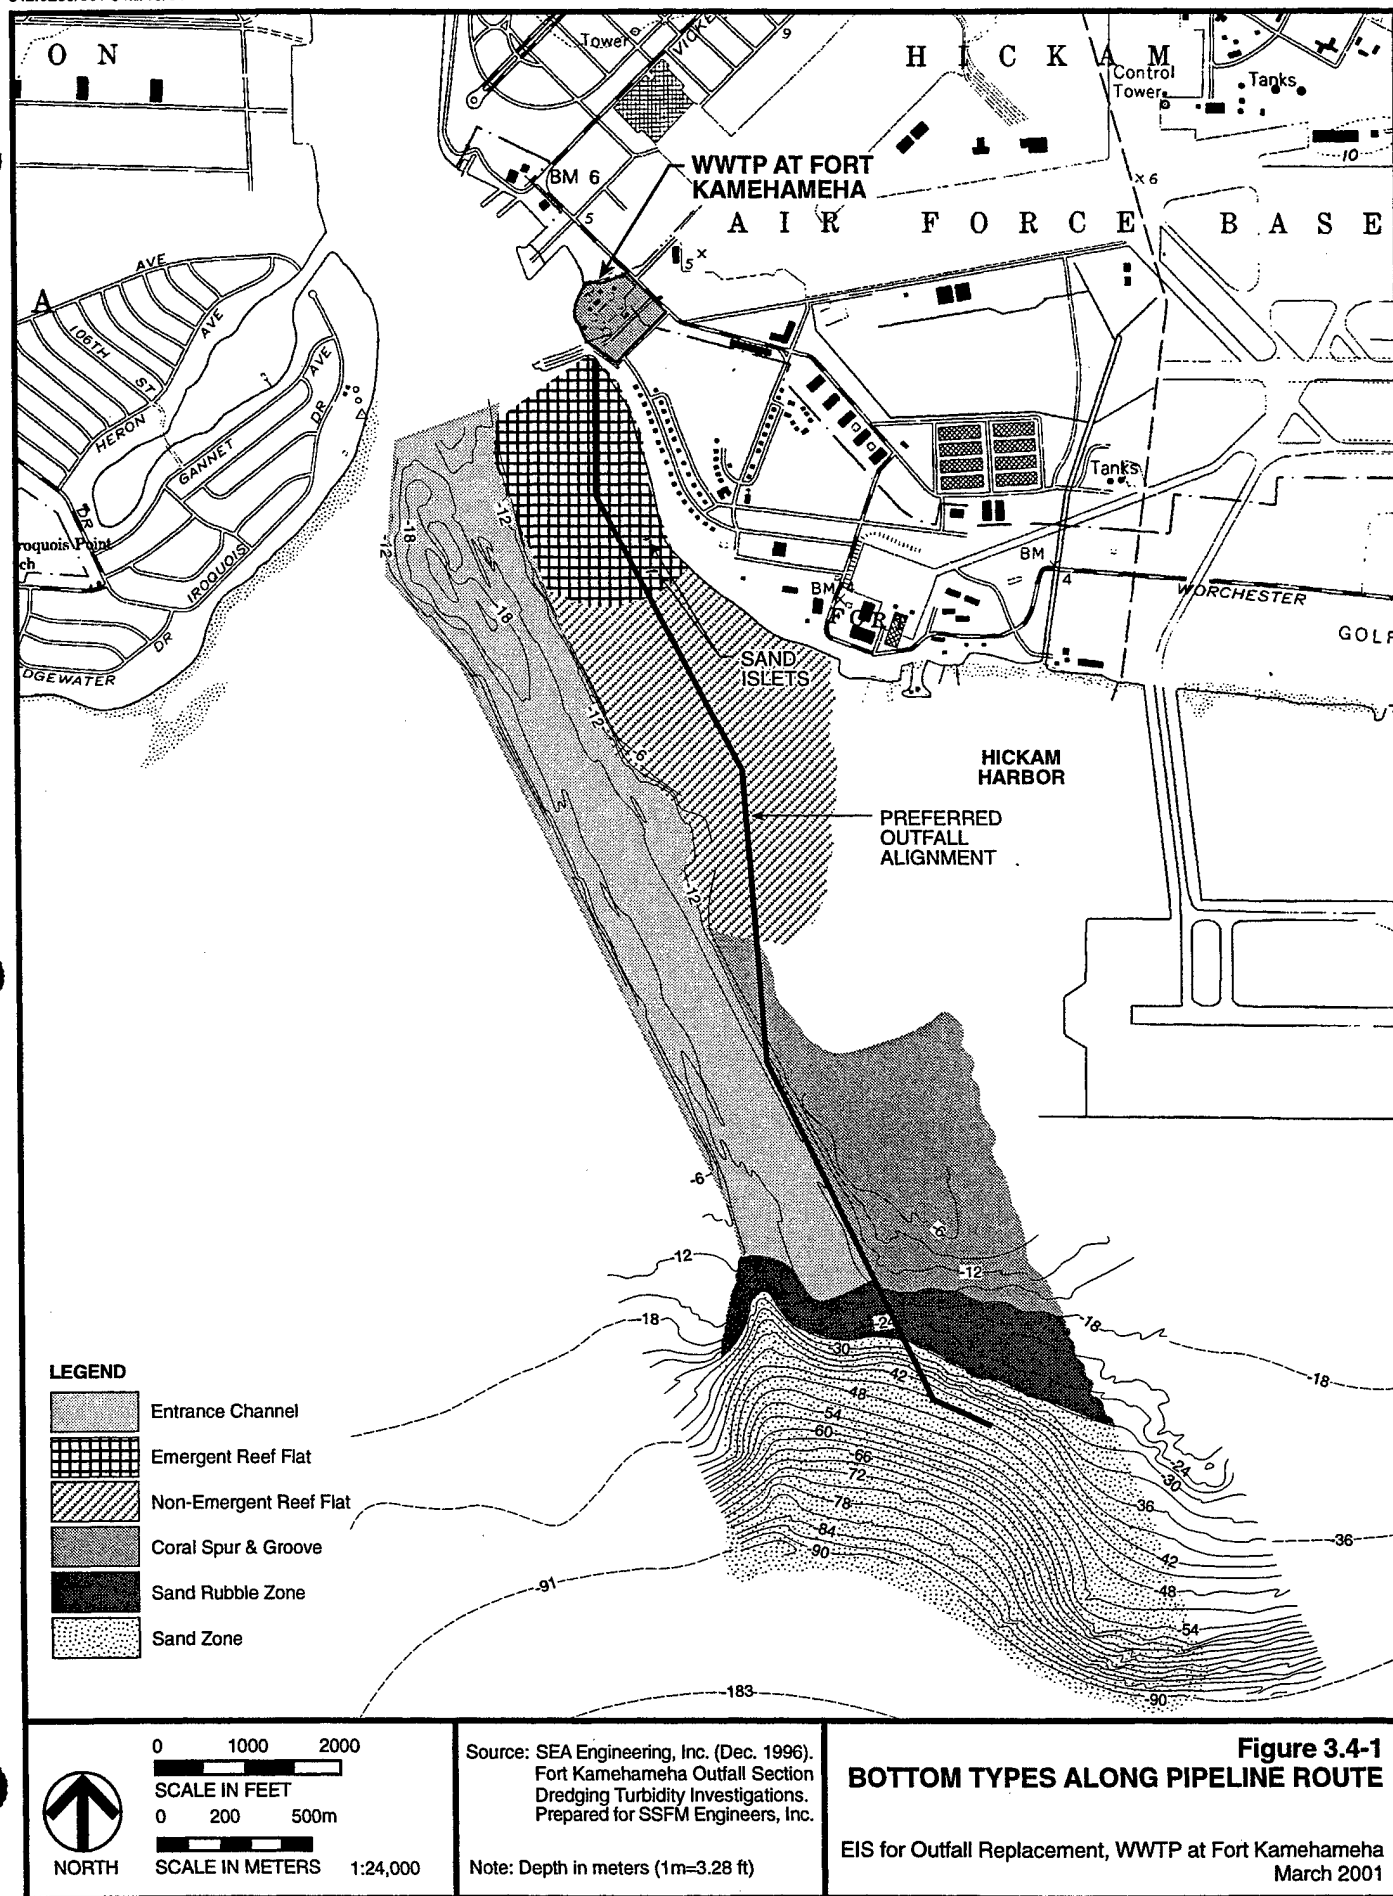 O N
Tower
VICKE
9
H I C K A M
Control
Tower
Tanks
10
WWTP AT FORT
KAMEHAMEHA
BM 6
5
x 6
A I R F O R C E B A S E
5 x
AVE
A
106TH
ST
AVE
HERON
GANNET
AVE
DR
DR
roquois Point
ch
IROQUOIS
DR
DGEWATER
-12
-18
-12
-18
Tanks
BM
4
BM
WORCHESTER
GOLF
SAND
ISLETS
-12
-6
HICKAM
HARBOR
PREFERRED
OUTFALL
ALIGNMENT
-12
-6
-6
-12
-12
-18
-24
-18
-30
-18
42
-48
-54
-60
-66
-72
-78
-84
-90
-24
-30
-36
-36
-42
-48
-54
-91
-183
-90
LEGEND
Entrance Channel
Emergent Reef Flat
Non-Emergent Reef Flat
Coral Spur & Groove
Sand Rubble Zone
Sand Zone
NORTH
0 1000 2000
SCALE IN FEET
0 200 500m
SCALE IN METERS 1:24,000
Source: SEA Engineering, Inc. (Dec. 1996).
Fort Kamehameha Outfall Section
Dredging Turbidity Investigations.
Prepared for SSFM Engineers, Inc.
Note: Depth in meters (1m=3.28 ft)
Figure 3.4-1
BOTTOM TYPES ALONG PIPELINE ROUTE
EIS for Outfall Replacement, WWTP at Fort Kamehameha
March 2001